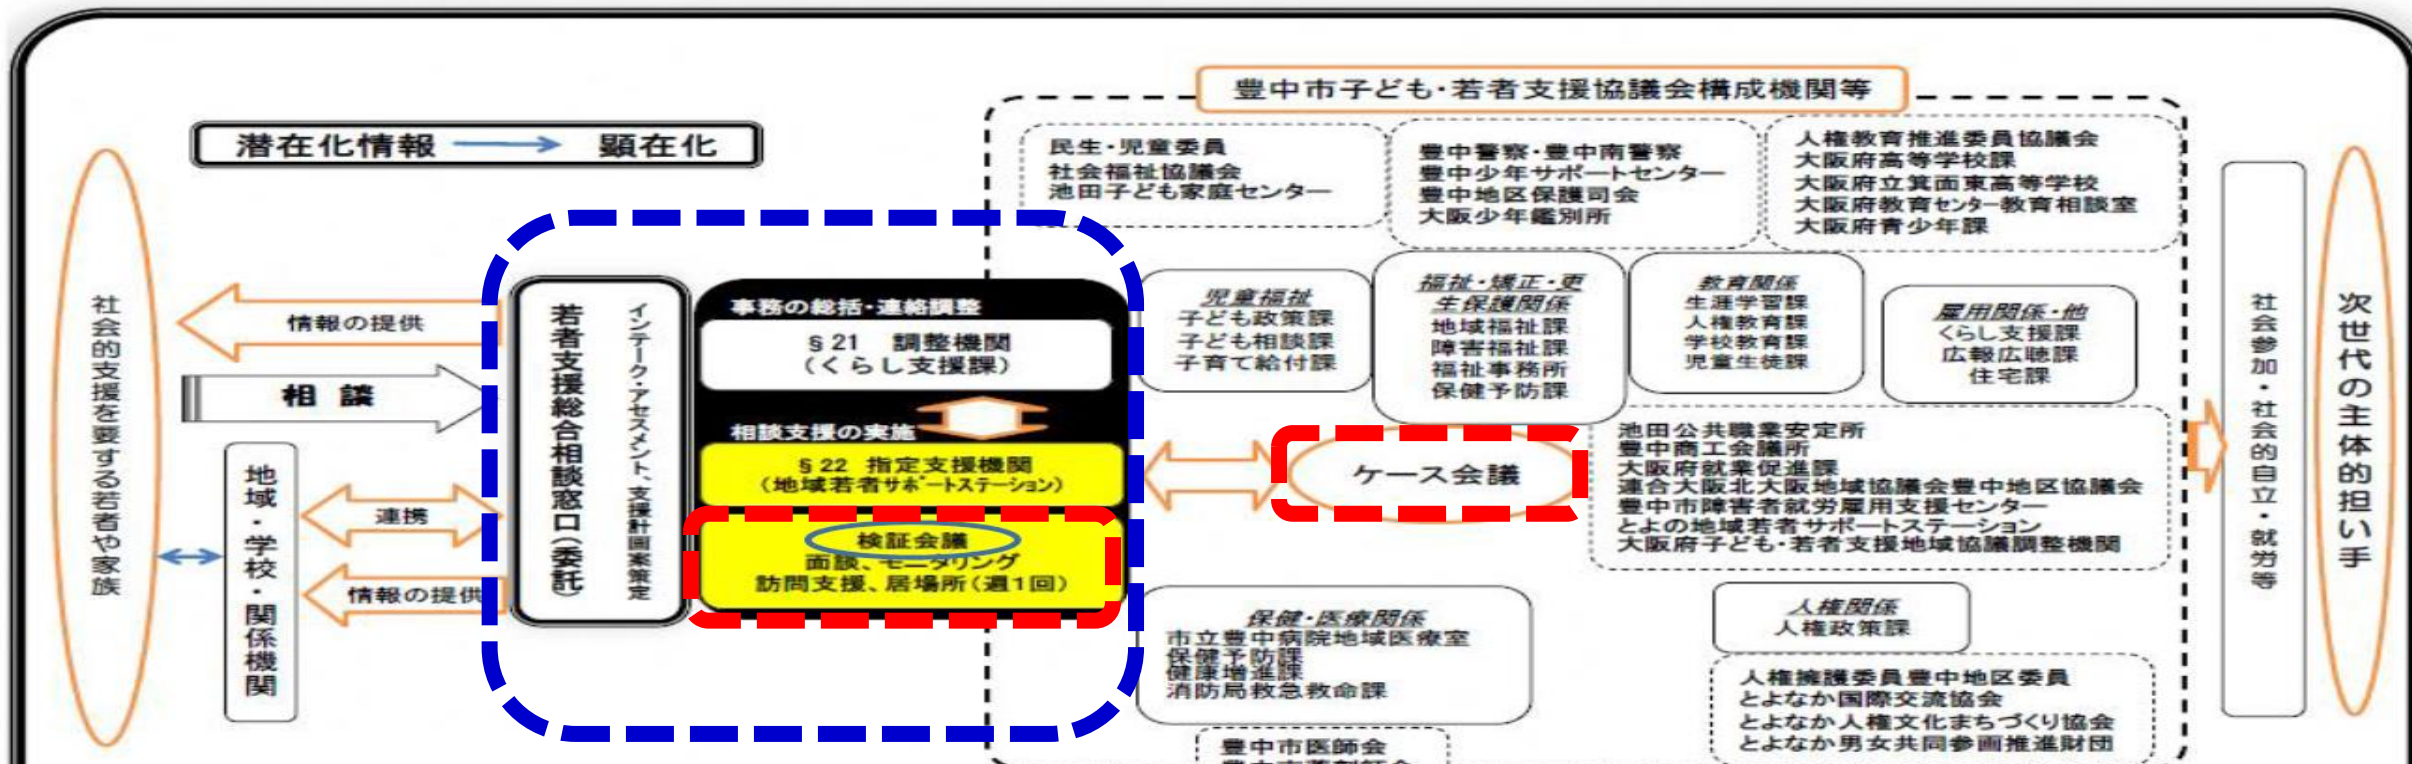 豊中市子ども・若者支援協議会構成機関等
潜在化情報 → 顕在化
民生・児童委員
社会福祉協議会
池田子ども家庭センター
豊中警察・豊中南警察
豊中少年サポートセンター
豊中地区保護司会
大阪少年鑑別所
人権教育推進委員協議会
大阪府高等学校課
大阪府立箕面東高等学校
大阪府教育センター教育相談室
大阪府青少年課
社会的支援を要する若者や家族
情報の提供
相談
地域・学校・関係機関
連携
情報の提供
若者支援総合相談窓口(委託)
インテーク・アセスメント、支援計画案策定
事務の総括・連絡調整
§21 調整機関
(くらし支援課)
相談支援の実施
§22 指定支援機関
(地域若者サポートステーション)
検証会議
面談、モニタリング
訪問支援、居場所(週1回)
児童福祉
子ども政策課
子ども相談課
子育て給付課
福祉・矯正・更
生保護関係
地域福祉課
障害福祉課
福祉事務所
保健予防課
教育関係
生涯学習課
人権教育課
学校教育課
児童生徒課
雇用関係・他
くらし支援課
広報広聴課
住宅課
ケース会議
池田公共職業安定所
豊中商工会議所
大阪府就業促進課
連合大阪北大阪地域協議会豊中地区協議会
豊中市障害者就労雇用支援センター
とよの地域若者サポートステーション
大阪府子ども・若者支援地域協議調整機関
保健・医療関係
市立豊中病院地域医療室
保健予防課
健康増進課
消防局救急救命課
人権関係
人権政策課
人権擁護委員豊中地区委員
とよなか国際交流協会
とよなか人権文化まちづくり協会
とよなか男女共同参画推進財団
豊中市医師会
社会参加・社会的自立・就労等
次世代の主体的担い手